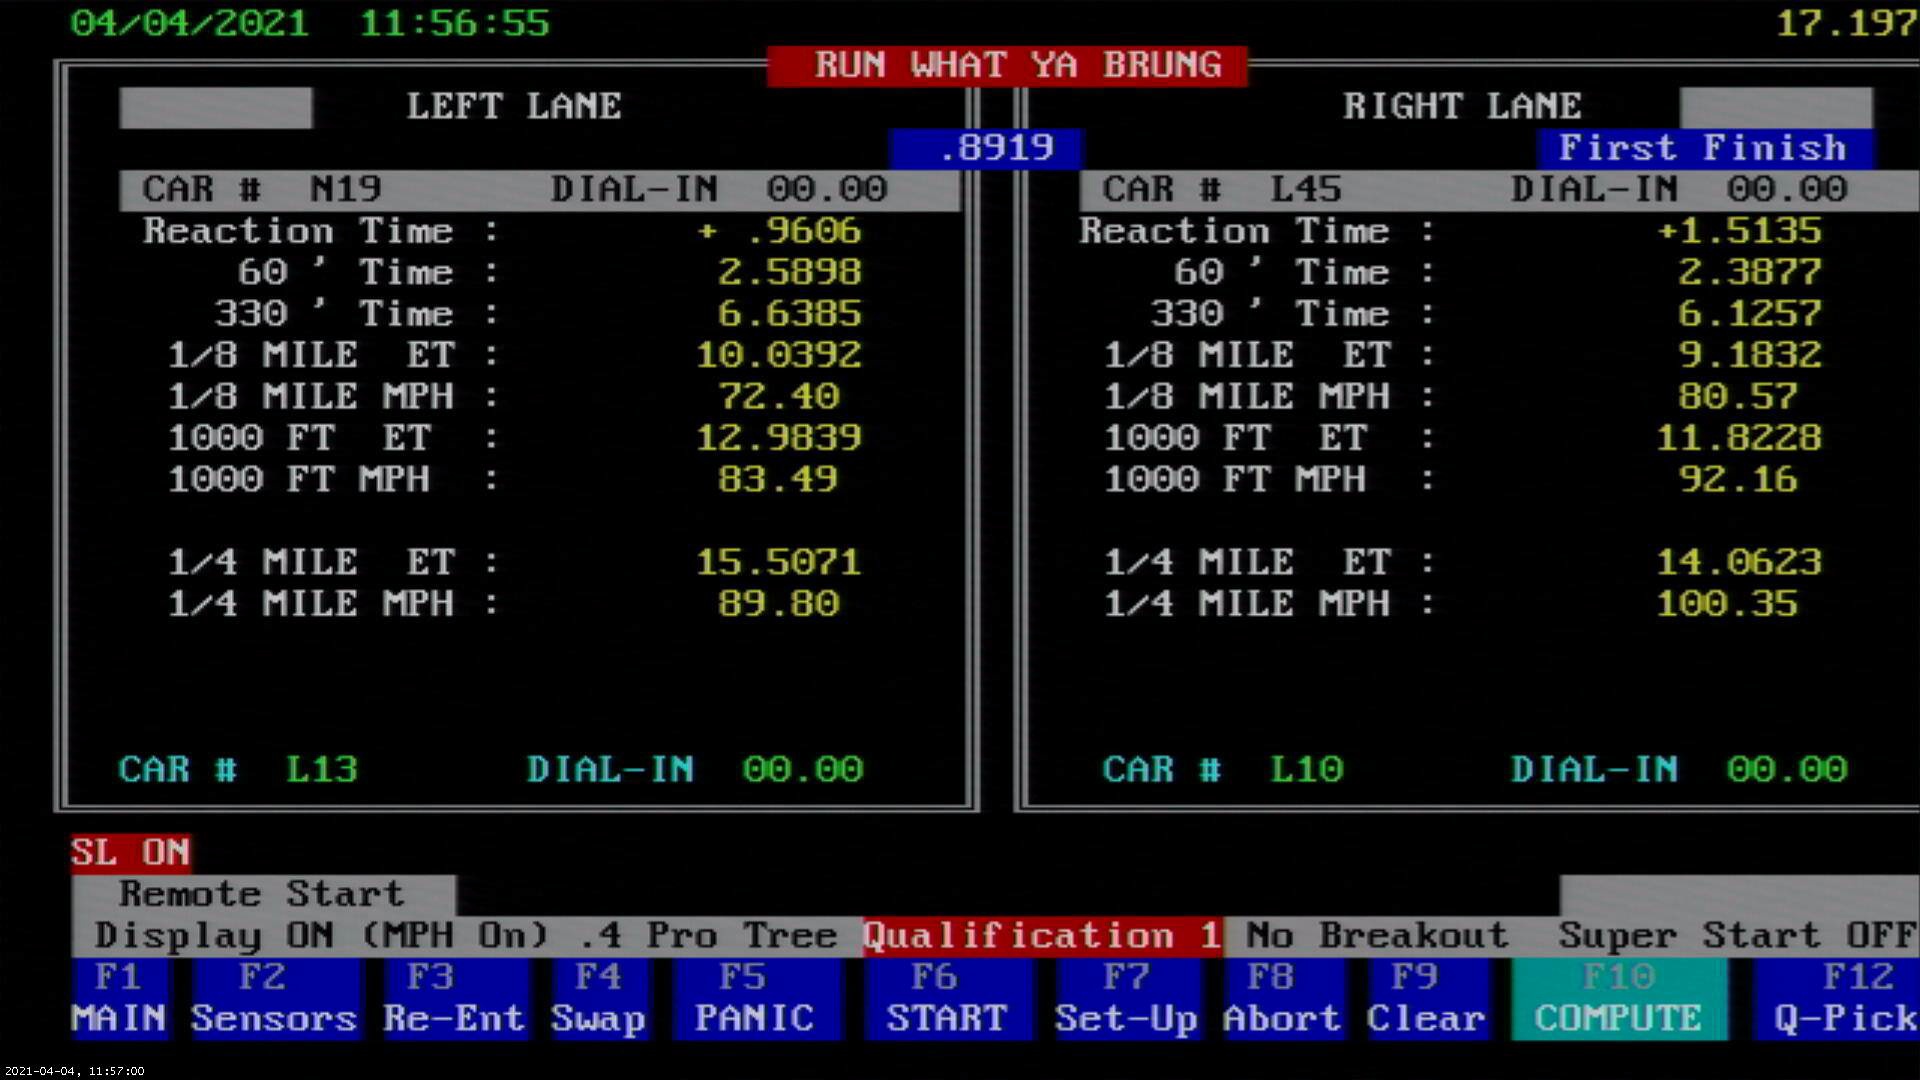 04/04/2021 11:56:55 17.197
RUN WHAT YA BRUNG
LEFT LANE RIGHT LANE
.8919 First Finish
CAR # N19 DIAL-IN 00.00 CAR # L45 DIAL-IN 00.00
Reaction Time : + .9606 Reaction Time : +1.5135
60 ' Time : 2.5898 60 ' Time : 2.3877
330 ' Time : 6.6385 330 ' Time : 6.1257
1/8 MILE ET : 10.0392 1/8 MILE ET : 9.1832
1/8 MILE MPH : 72.40 1/8 MILE MPH : 80.57
1000 FT ET : 12.9839 1000 FT ET : 11.8228
1000 FT MPH : 83.49 1000 FT MPH : 92.16
1/4 MILE ET : 15.5071 1/4 MILE ET : 14.0623
1/4 MILE MPH : 89.80 1/4 MILE MPH : 100.35
CAR # L13 DIAL-IN 00.00 CAR # L10 DIAL-IN 00.00
SL ON
Remote Start
Display ON (MPH On) .4 Pro Tree Qualification 1 No Breakout Super Start OFF
F1 F2 F3 F4 F5 F6 F7 F8 F9 F10 F12
MAIN Sensors Re-Ent Swap PANIC START Set-Up Abort Clear COMPUTE Q-Pick
2021-04-04, 11:57:00